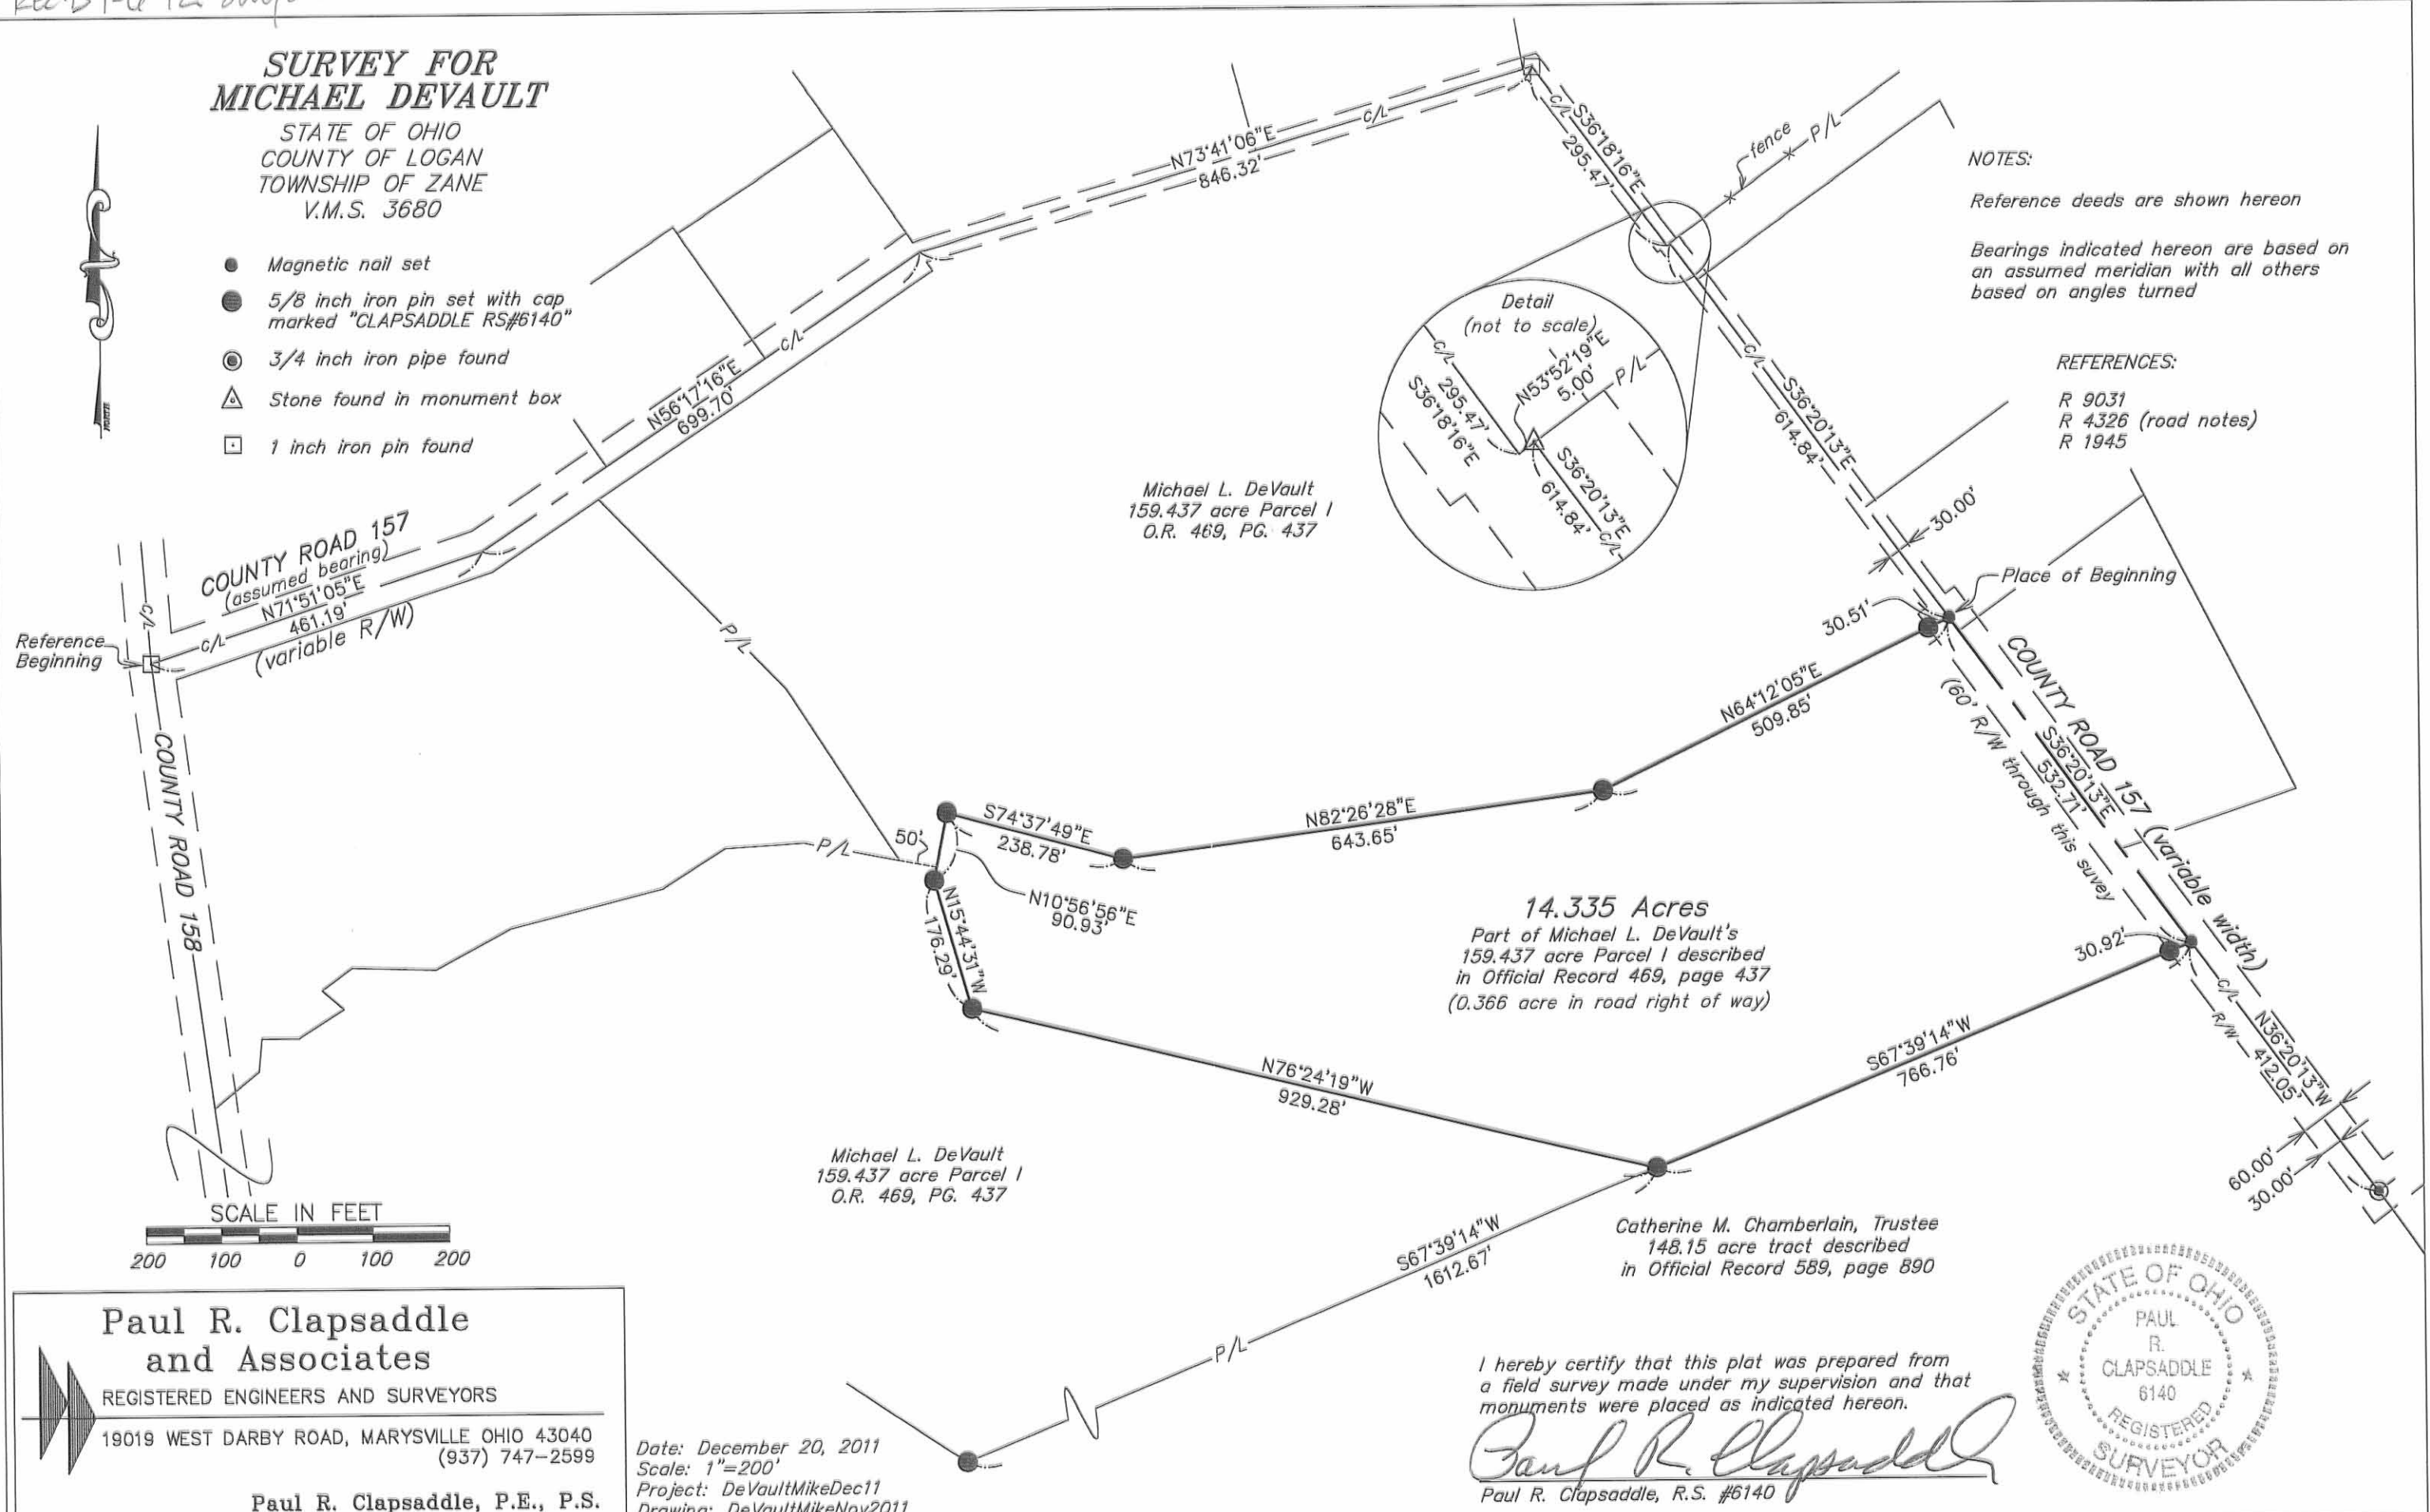 SURVEY FOR
MICHAEL DEVAULT
STATE OF OHIO
COUNTY OF LOGAN
TOWNSHIP OF ZANE
V.M.S. 3680
Magnetic nail set
5/8 inch iron pin set with cap
marked "CLAPSADDLE RS#6140"
3/4 inch iron pipe found
Stone found in monument box
1 inch iron pin found
N73°41'06"E
846.32'
C/L
C/L
S36°18'16"E
295.47'
fence
P/L
NOTES:
Reference deeds are shown hereon
Bearings indicated hereon are based on
an assumed meridian with all others
based on angles turned
REFERENCES:
R 9031
R 4326 (road notes)
R 1945
Detail
(not to scale)
C/L
295.47'
S36°18'16"E
N53°52'19"E
5.00'
P/L
S36°20'13"E
614.84'
C/L
C/L
S36°20'13"E
614.84'
30.00'
C/L
N56°17'16"E
699.70'
COUNTY ROAD 157
(assumed bearing)
N71°51'05"E
461.19'
C/L
(variable R/W)
C/L
Reference
Beginning
COUNTY ROAD 158
P/L
Michael L. DeVault
159.437 acre Parcel I
O.R. 469, PG. 437
Place of Beginning
30.51'
N64°12'05"E
509.85'
COUNTY ROAD 157 (variable width)
S36°20'13"E
532.71'
(60' R/W through this suvey
P/L
50'
S74°37'49"E
238.78'
N82°26'28"E
643.65'
N10°56'56"E
90.93'
N15°44'31"W
176.29'
14.335 Acres
Part of Michael L. DeVault's
159.437 acre Parcel I described
in Official Record 469, page 437
(0.366 acre in road right of way)
30.92'
C/L
R/W
N36°20'13"W
412.05'
60.00'
30.00'
N76°24'19"W
929.28'
S67°39'14"W
766.76'
Michael L. DeVault
159.437 acre Parcel I
O.R. 469, PG. 437
S67°39'14"W
1612.67'
P/L
Catherine M. Chamberlain, Trustee
148.15 acre tract described
in Official Record 589, page 890
SCALE IN FEET
200 100 0 100 200
Paul R. Clapsaddle
and Associates
REGISTERED ENGINEERS AND SURVEYORS
19019 WEST DARBY ROAD, MARYSVILLE OHIO 43040
(937) 747-2599
Paul R. Clapsaddle, P.E., P.S.
Date: December 20, 2011
Scale: 1"=200'
Project: DeVaultMikeDec11
Drawing: DeVaultMikeNov2011
I hereby certify that this plat was prepared from
a field survey made under my supervision and that
monuments were placed as indicated hereon.
Paul R. Clapsaddle
Paul R. Clapsaddle, R.S. #6140
STATE OF OHIO
PAUL
R.
CLAPSADDLE
6140
REGISTERED
SURVEYOR